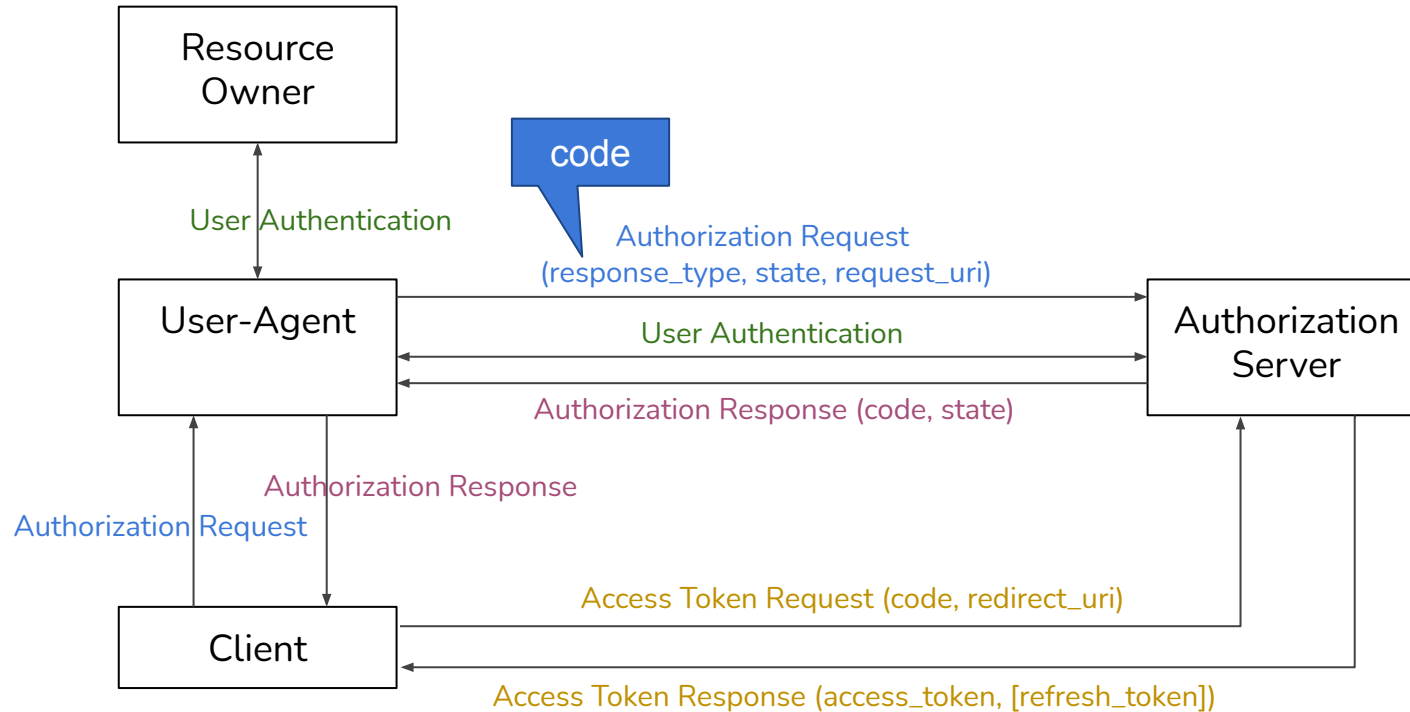 Resource
Owner
code
User Authentication
Authorization Request
(response_type, state, request_uri)
User-Agent
User Authentication
Authorization
Server
Authorization Response (code, state)
Authorization Response
Authorization Request
Access Token Request (code, redirect_uri)
Client
Access Token Response (access_token, [refresh_token])